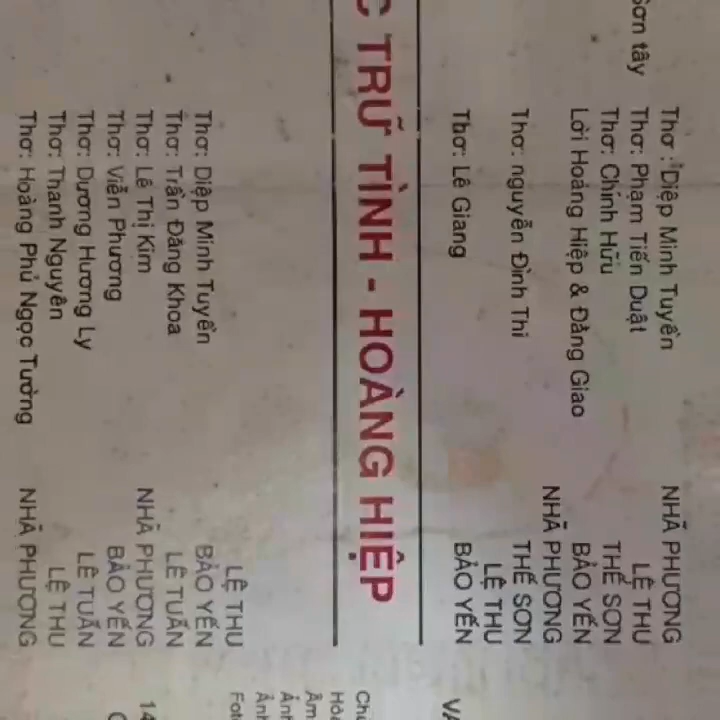 Thơ : Diệp Minh Tuyền NHÃ PHƯƠNG
Sơn tây Thơ: Phạm Tiến Duật LỆ THU
Thơ: Chính Hữu THẾ SƠN
Lời Hoàng Hiệp & Đằng Giao BẢO YẾN
NHÃ PHƯƠNG
Thơ: nguyễn Đình Thi THẾ SƠN
LỆ THU
Thơ: Lê Giang BẢO YẾN
C TRỮ TÌNH - HOÀNG HIỆP
LỆ THU
Thơ: Diệp Minh Tuyền BẢO YẾN
Thơ: Trần Đăng Khoa LÊ TUẤN
Thơ: Lê Thị Kim NHÃ PHƯƠNG
Thơ: Viễn Phương BẢO YẾN
Thơ: Dương Hương Ly LÊ TUẤN
Thơ: Thanh Nguyên LỆ THU
Thơ: Hoàng Phủ Ngọc Tường NHÃ PHƯƠNG